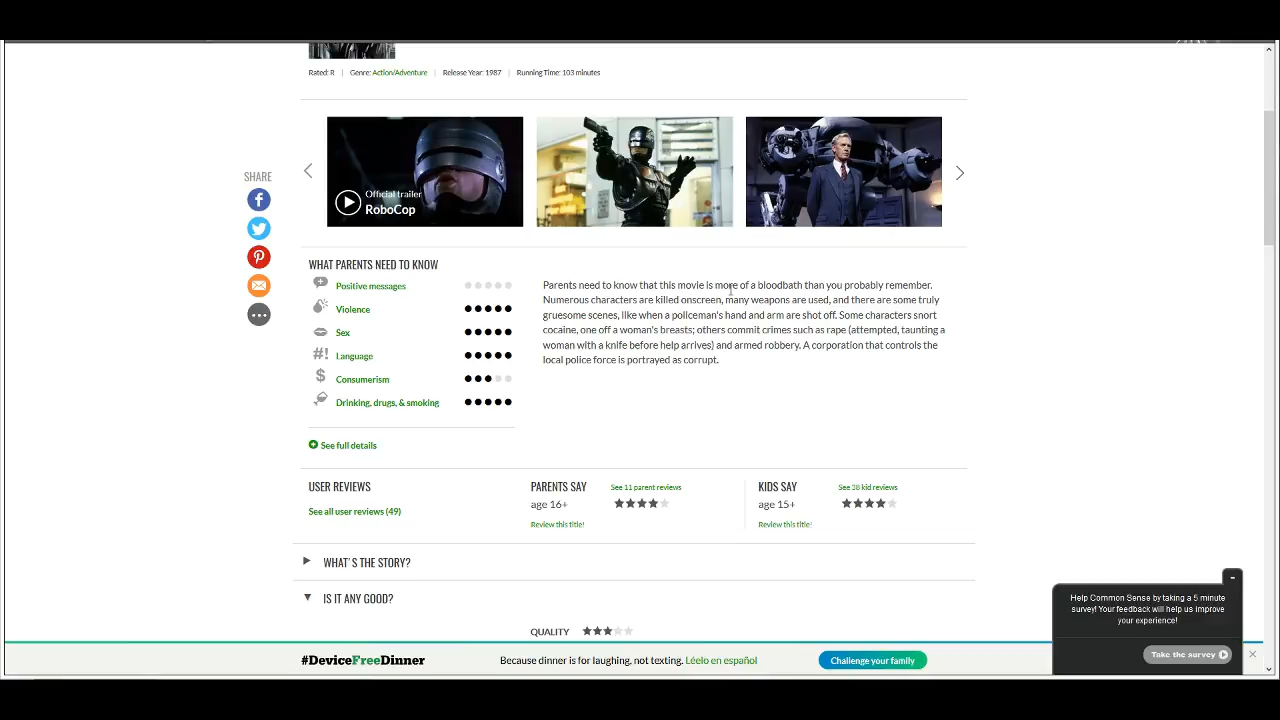 Rated: R | Genre: Action/Adventure | Release Year: 1987 | Running Time: 103 minutes
SHARE
Official trailer
RoboCop
WHAT PARENTS NEED TO KNOW
Positive messages
Violence
Sex
#! Language
$ Consumerism
Drinking, drugs, & smoking
See full details
Parents need to know that this movie is more of a bloodbath than you probably remember.
Numerous characters are killed onscreen, many weapons are used, and there are some truly
gruesome scenes, like when a policeman's hand and arm are shot off. Some characters snort
cocaine, one off a woman's breasts; others commit crimes such as rape (attempted, taunting a
woman with a knife before help arrives) and armed robbery. A corporation that controls the
local police force is portrayed as corrupt.
USER REVIEWS
See all user reviews (49)
PARENTS SAY
See 11 parent reviews
age 16+
Review this title!
KIDS SAY
See 38 kid reviews
age 15+
Review this title!
WHAT'S THE STORY?
IS IT ANY GOOD?
QUALITY
Help Common Sense by taking a 5 minute
survey! Your feedback will help us improve
your experience!
Take the survey
#DeviceFreeDinner
Because dinner is for laughing, not texting. Léelo en español
Challenge your family